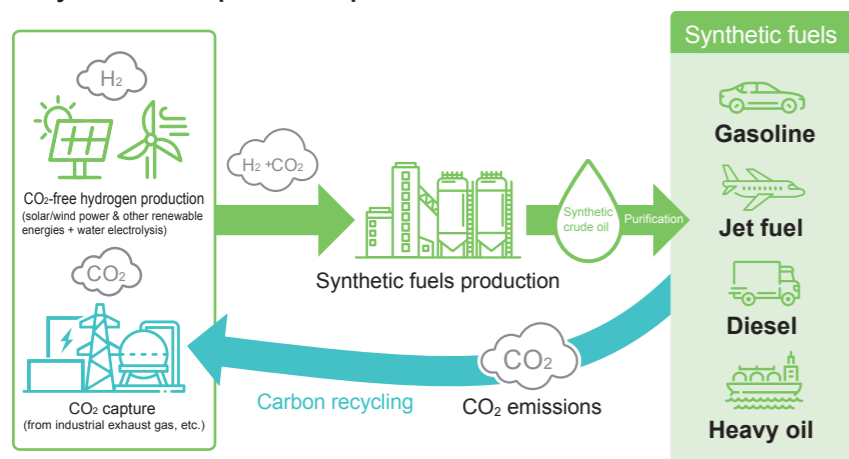 H₂
CO₂-free hydrogen production
(solar/wind power & other renewable
energies + water electrolysis)
CO₂
CO₂ capture
(from industrial exhaust gas, etc.)
H₂ +CO₂
Synthetic fuels production
Synthetic
crude oil
Purification
Carbon recycling
CO₂
CO₂ emissions
Synthetic fuels
Gasoline
Jet fuel
Diesel
Heavy oil